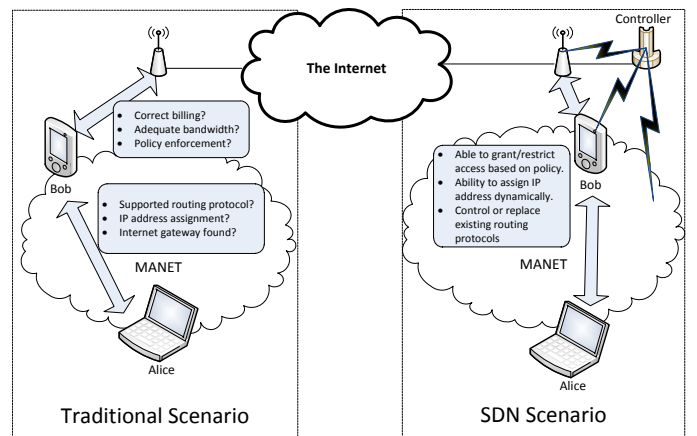 Controller
The Internet
• Correct billing?
• Adequate bandwidth?
• Policy enforcement?
Bob
• Supported routing protocol?
• IP address assignment?
• Internet gateway found?
MANET
Alice
Traditional Scenario
• Able to grant/restrict
access based on policy.
• Ability to assign IP
address dynamically.
• Control or replace
existing routing
protocols
Bob
MANET
Alice
SDN Scenario